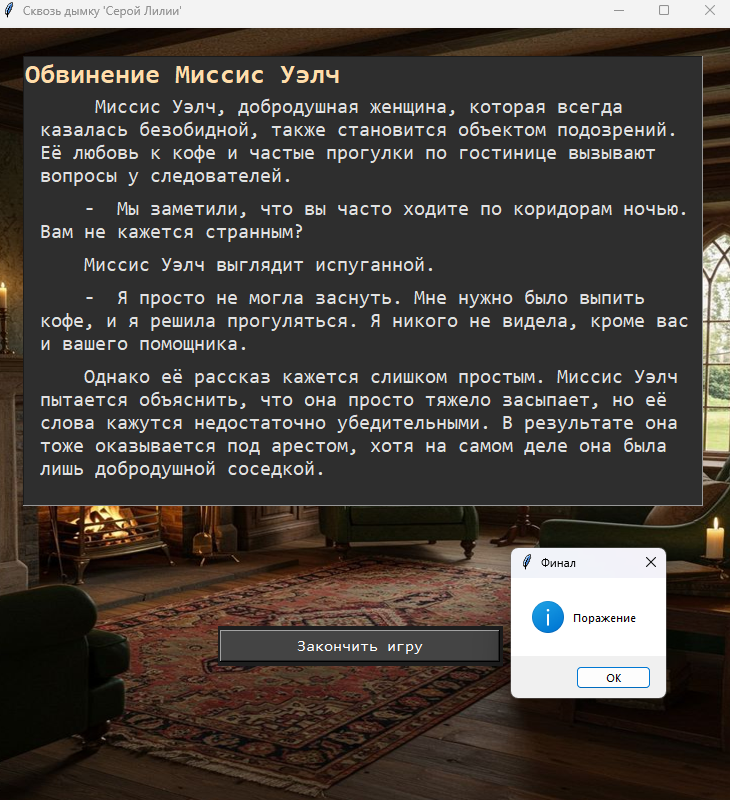 Сквозь дымку 'Серой Лилии'
Обвинение Миссис Уэлч
Миссис Уэлч, добродушная женщина, которая всегда
казалась безобидной, также становится объектом подозрений.
Её любовь к кофе и частые прогулки по гостинице вызывают
вопросы у следователей.
- Мы заметили, что вы часто ходите по коридорам ночью.
Вам не кажется странным?
Миссис Уэлч выглядит испуганной.
- Я просто не могла заснуть. Мне нужно было выпить
кофе, и я решила прогуляться. Я никого не видела, кроме вас
и вашего помощника.
Однако её рассказ кажется слишком простым. Миссис Уэлч
пытается объяснить, что она просто тяжело засыпает, но её
слова кажутся недостаточно убедительными. В результате она
тоже оказывается под арестом, хотя на самом деле она была
лишь добродушной соседкой.
Финал
Поражение
Закончить игру
OK